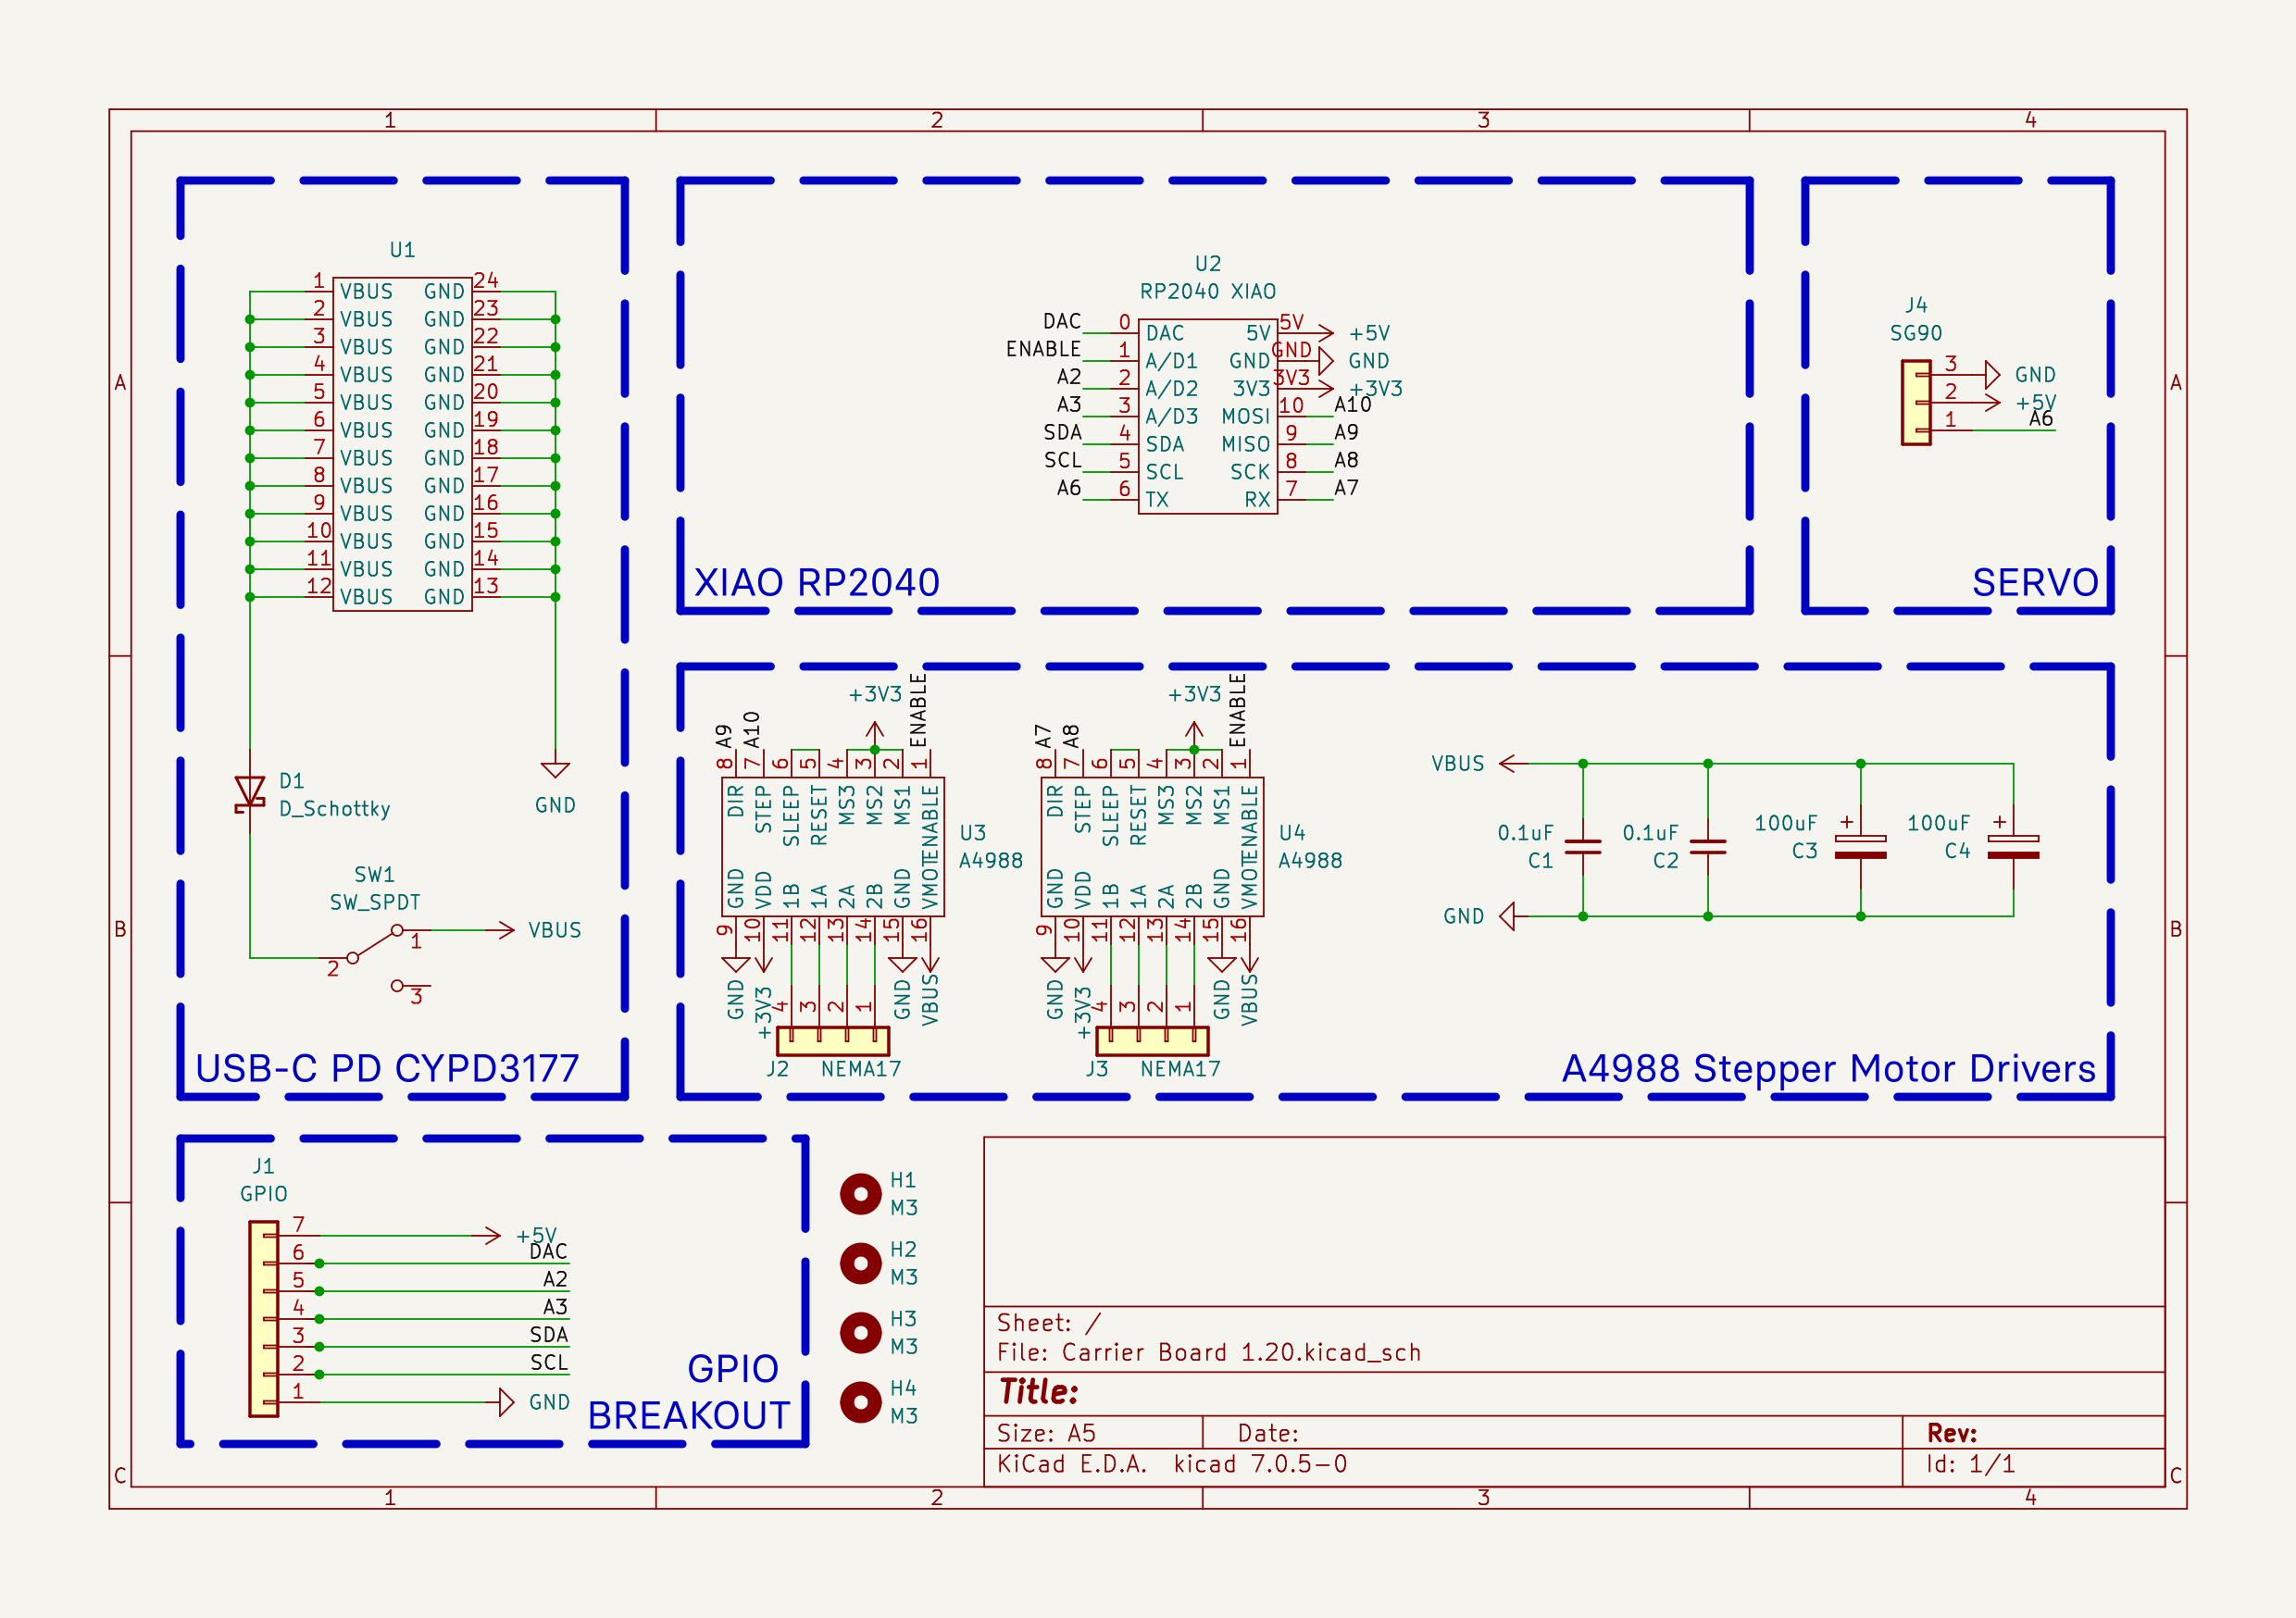 1 2 3 4
A A
B B
C C
U1
1 VBUS GND 24
2 VBUS GND 23
3 VBUS GND 22
4 VBUS GND 21
5 VBUS GND 20
6 VBUS GND 19
7 VBUS GND 18
8 VBUS GND 17
9 VBUS GND 16
10 VBUS GND 15
11 VBUS GND 14
12 VBUS GND 13
D1
D_Schottky
GND
SW1
SW_SPDT
1 VBUS
2
3
USB-C PD CYPD3177
U2
RP2040 XIAO
DAC 0 DAC 5V 5V +5V
ENABLE 1 A/D1 GND GND GND
A2 2 A/D2 3V3 3V3 +3V3
A3 3 A/D3 MOSI 10 A10
SDA 4 SDA MISO 9 A9
SCL 5 SCL SCK 8 A8
A6 6 TX RX 7 A7
XIAO RP2040
J4
SG90
3 GND
2 +5V
1 A6
SERVO
+3V3
A9 A10 ENABLE
8 7 6 5 4 3 2 1
DIR STEP SLEEP RESET MS3 MS2 MS1 ENABLE
U3
A4988
GND VDD 1B 1A 2A 2B GND VMOT
9 10 11 12 13 14 15 16
GND +3V3 GND VBUS
4 3 2 1
J2 NEMA17
+3V3
A7 A8 ENABLE
8 7 6 5 4 3 2 1
DIR STEP SLEEP RESET MS3 MS2 MS1 ENABLE
U4
A4988
GND VDD 1B 1A 2A 2B GND VMOT
9 10 11 12 13 14 15 16
GND +3V3 GND VBUS
4 3 2 1
J3 NEMA17
VBUS
0.1uF
C1
0.1uF
C2
100uF +
C3
100uF +
C4
GND
A4988 Stepper Motor Drivers
J1
GPIO
7 +5V
6 DAC
5 A2
4 A3
3 SDA
2 SCL
1 GND
GPIO
BREAKOUT
H1
M3
H2
M3
H3
M3
H4
M3
Sheet: /
File: Carrier Board 1.20.kicad_sch
Title:
Size: A5 Date: Rev:
KiCad E.D.A. kicad 7.0.5-0 Id: 1/1
1 2 3 4